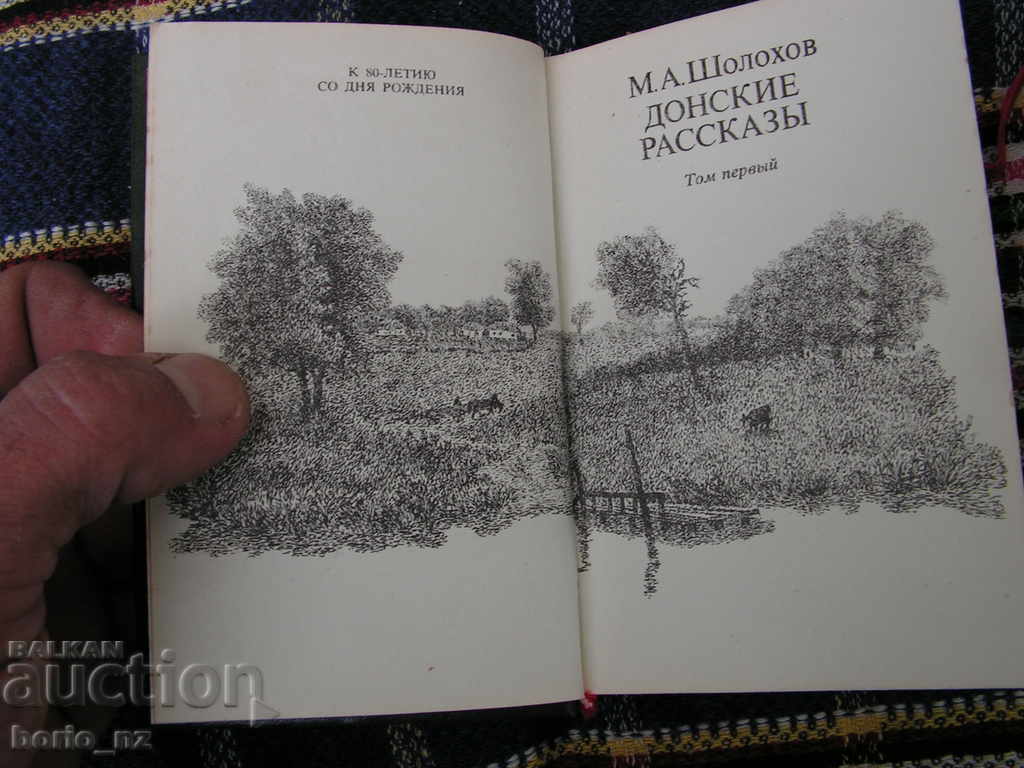 К 80-ЛЕТИЮ
СО ДНЯ РОЖДЕНИЯ
М.А.Шолохов
ДОНСКИЕ
РАССКАЗЫ
Том первый
BALKAN
auction
borio_nz